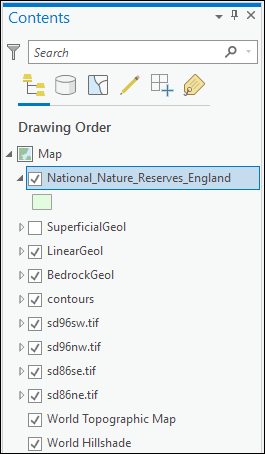 Contents
Search
Drawing Order
Map
National_Nature_Reserves_England
SuperficialGeol
LinearGeol
BedrockGeol
contours
sd96sw.tif
sd96nw.tif
sd86se.tif
sd86ne.tif
World Topographic Map
World Hillshade